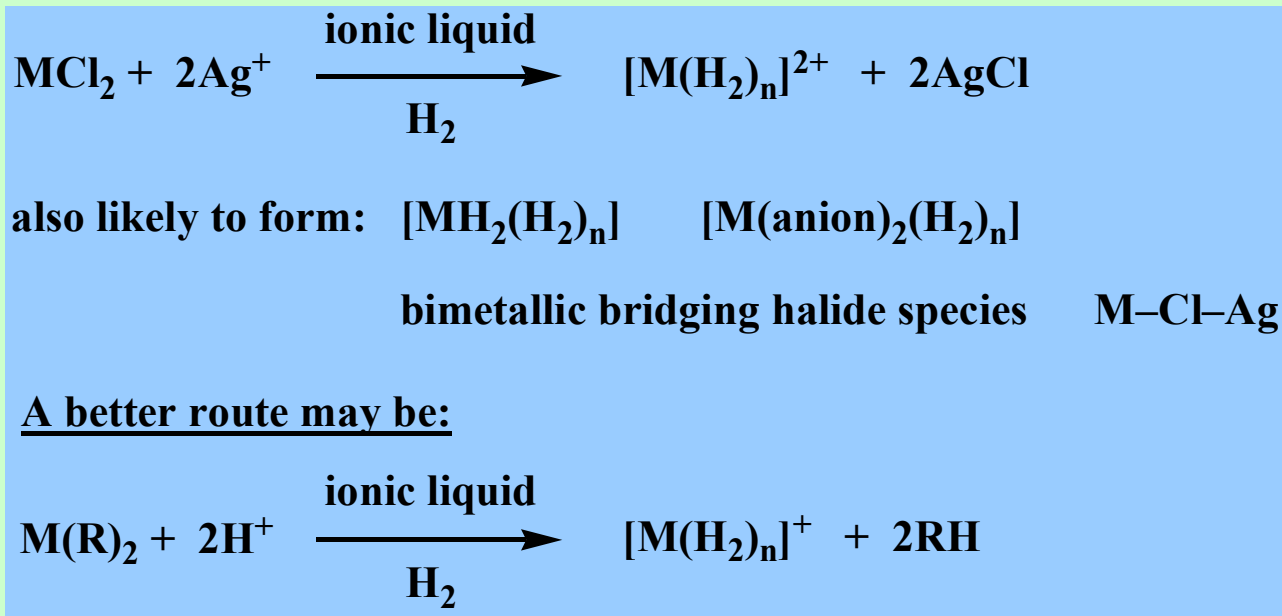 ionic liquid
MCl₂ + 2Ag⁺ ⟶ [M(H₂)ₙ]²⁺ + 2AgCl
H₂
also likely to form: [MH₂(H₂)ₙ] [M(anion)₂(H₂)ₙ]
bimetallic bridging halide species M–Cl–Ag
A better route may be:
ionic liquid
M(R)₂ + 2H⁺ ⟶ [M(H₂)ₙ]⁺ + 2RH
H₂